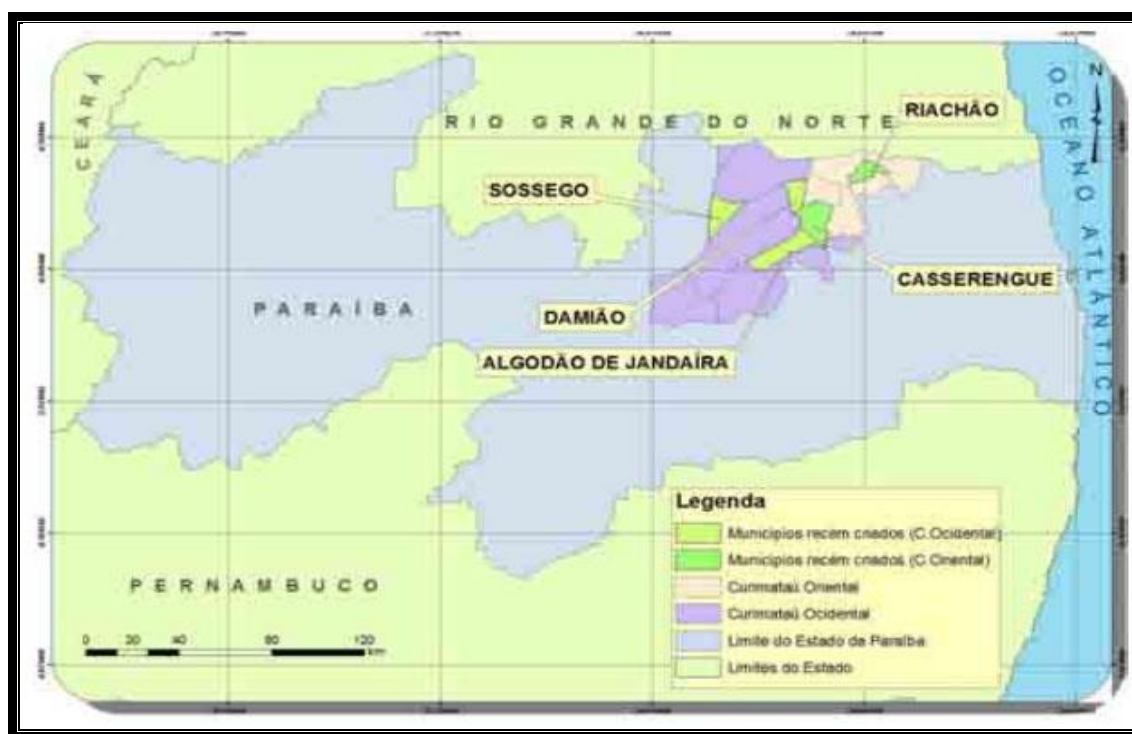 CEARÁ
RIO GRANDE DO NORTE
RIACHÃO
N
OCEANO ATLÂNTICO
SOSSEGO
CASSERENGUE
PARAÍBA
DAMIÃO
ALGODÃO DE JANDAÍRA
PERNAMBUCO
Legenda
Municípios recém criados (C.Ocidental)
Municípios recém criados (C.Oriental)
Curimataú Oriental
Curimataú Ocidental
Limite do Estado da Paraíba
Limites do Estado
0 20 40 80 120
km